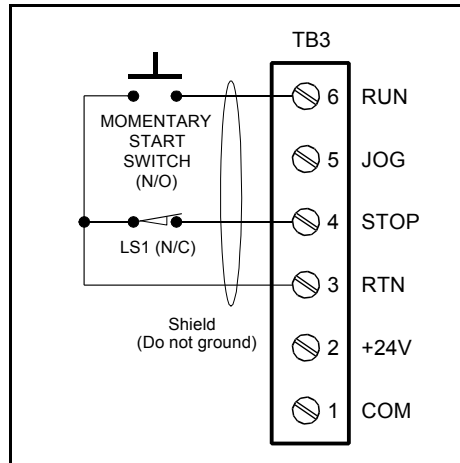 TB3
6 RUN
MOMENTARY
START
SWITCH
(N/O)
5 JOG
4 STOP
LS1 (N/C)
3 RTN
Shield
(Do not ground)
2 +24V
1 COM